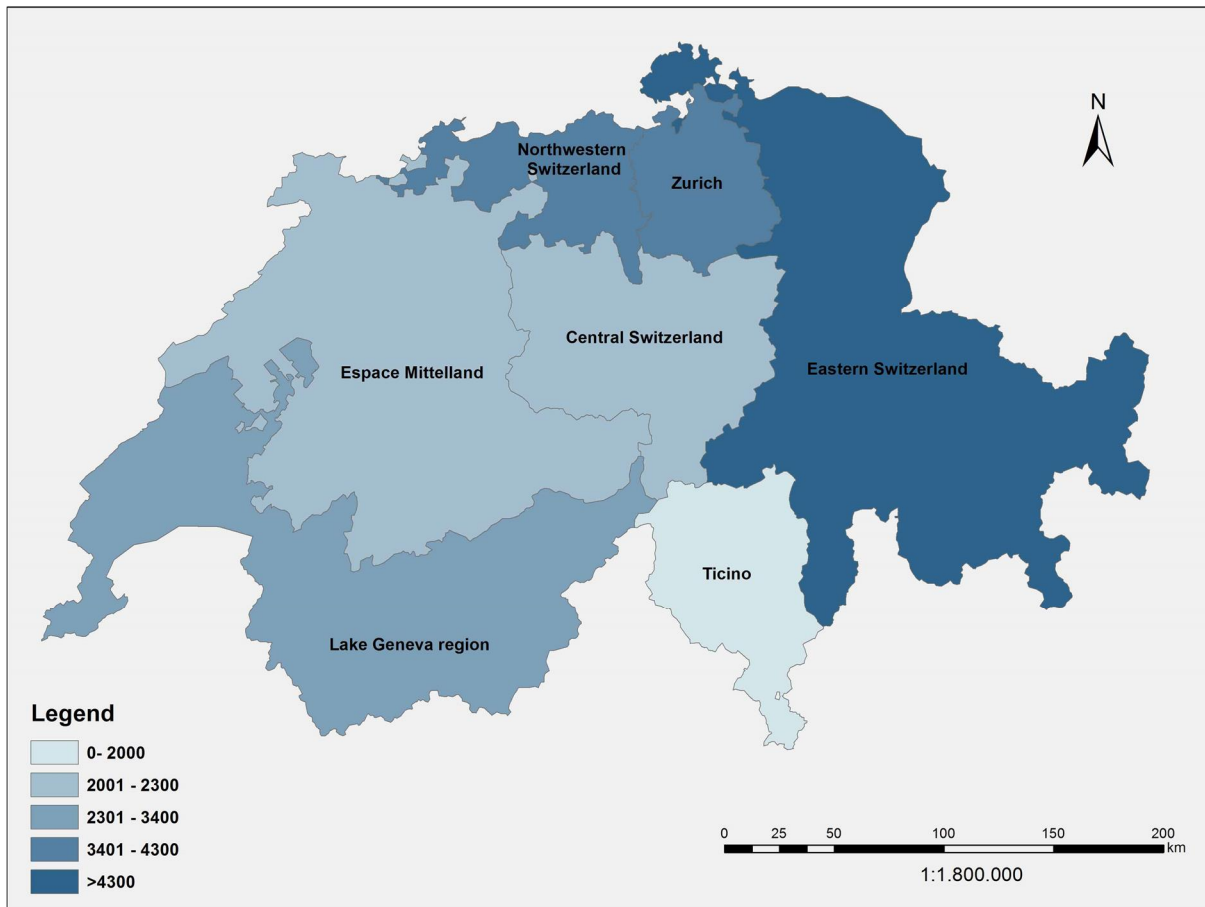 N
Northwestern
Switzerland
Zurich
Central Switzerland
Espace Mittelland
Eastern Switzerland
Ticino
Lake Geneva region
Legend
0- 2000
2001 - 2300
2301 - 3400
3401 - 4300
>4300
0 25 50 100 150 200
km
1:1.800.000